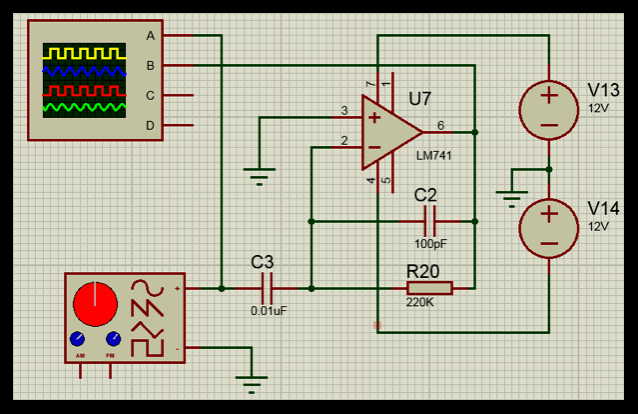 A
B
C
D
7
1
U7
3
+
6
2
−
LM741
4
5
V13
+
12V
−
V14
+
12V
−
C2
100pF
C3
0.01uF
R20
220K
+
-
AM
FM